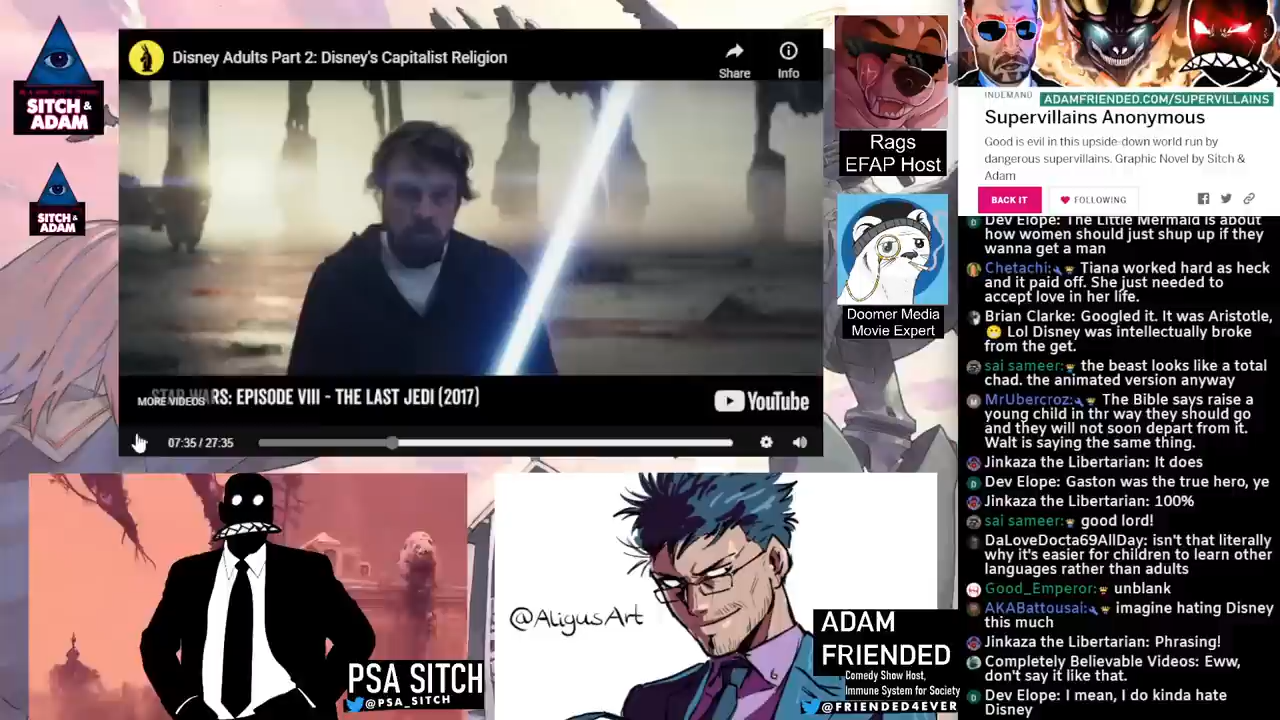 SITCH &
ADAM
SITCH &
ADAM
Disney Adults Part 2: Disney's Capitalist Religion
Share
Info
RS: EPISODE VIII - THE LAST JEDI (2017)
MORE VIDEOS
YouTube
07:35 / 27:35
Rags
EFAP Host
Doomer Media
Movie Expert
INDEMAND
ADAMFRIENDED.COM/SUPERVILLAINS
Supervillains Anonymous
Good is evil in this upside-down world run by
dangerous supervillains. Graphic Novel by Sitch &
Adam
BACK IT
FOLLOWING
Dev Elope: The Little Mermaid is about
how women should just shup up if they
wanna get a man
Chetachi: Tiana worked hard as heck
and it paid off. She just needed to
accept love in her life.
Brian Clarke: Googled it. It was Aristotle,
Lol Disney was intellectually broke
from the get.
sai sameer: the beast looks like a total
chad. the animated version anyway
MrUbercroz: The Bible says raise a
young child in thr way they should go
and they will not soon depart from it.
Walt is saying the same thing.
Jinkaza the Libertarian: It does
Dev Elope: Gaston was the true hero, ye
Jinkaza the Libertarian: 100%
sai sameer: good lord!
DaLoveDocta69AllDay: isn't that literally
why it's easier for children to learn other
languages rather than adults
Good_Emperor: unblank
AKABattousai: imagine hating Disney
this much
Jinkaza the Libertarian: Phrasing!
Completely Believable Videos: Eww,
don't say it like that.
Dev Elope: I mean, I do kinda hate
Disney
PSA SITCH
@PSA_SITCH
@AligusArt
ADAM
FRIENDED
Comedy Show Host,
Immune System for Society
@FRIENDED4EVER